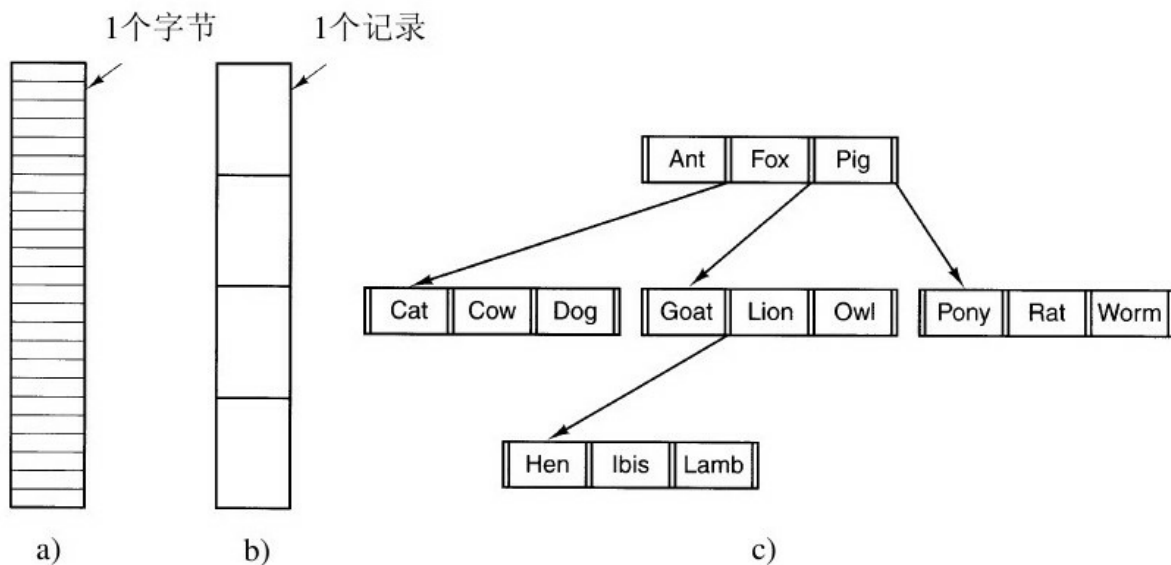 1个字节 1个记录
Ant Fox Pig
Cat Cow Dog Goat Lion Owl Pony Rat Worm
Hen Ibis Lamb
a) b) c)